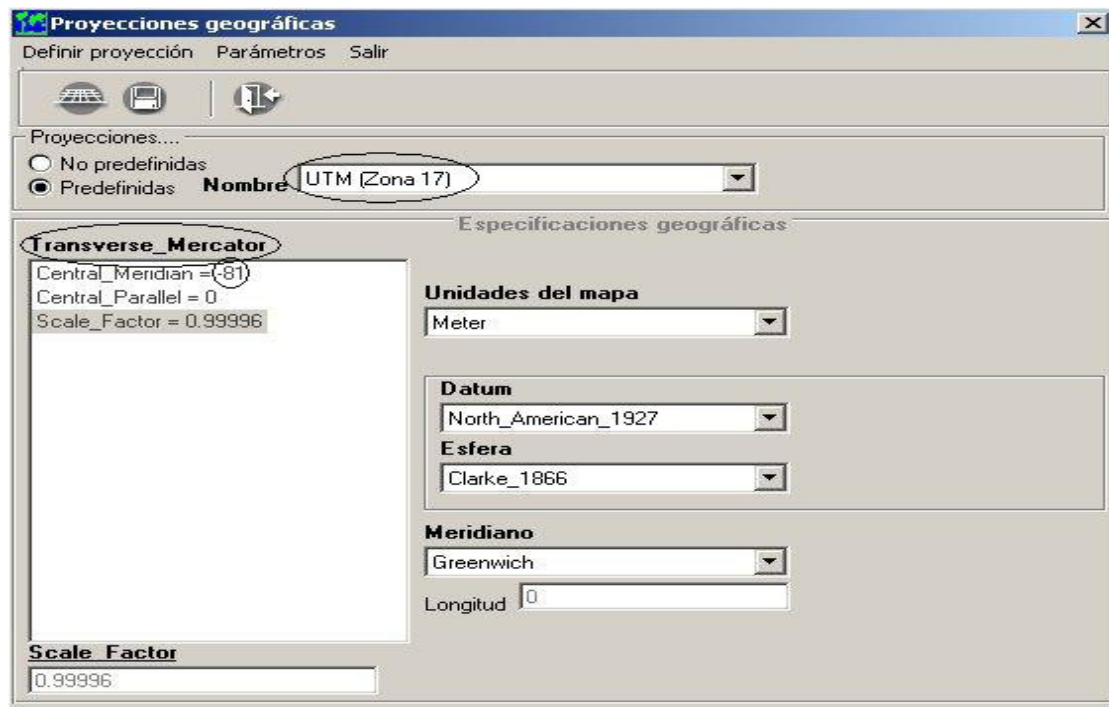 Proyecciones geográficas
Definir proyección Parámetros Salir
Proyecciones....
No predefinidas
Predefinidas Nombre UTM (Zona 17)
Especificaciones geográficas
Transverse_Mercator
Central_Meridian = -81
Central_Parallel = 0
Scale_Factor = 0.99996
Unidades del mapa
Meter
Datum
North_American_1927
Esfera
Clarke_1866
Meridiano
Greenwich
Longitud 0
Scale_Factor
0.99996